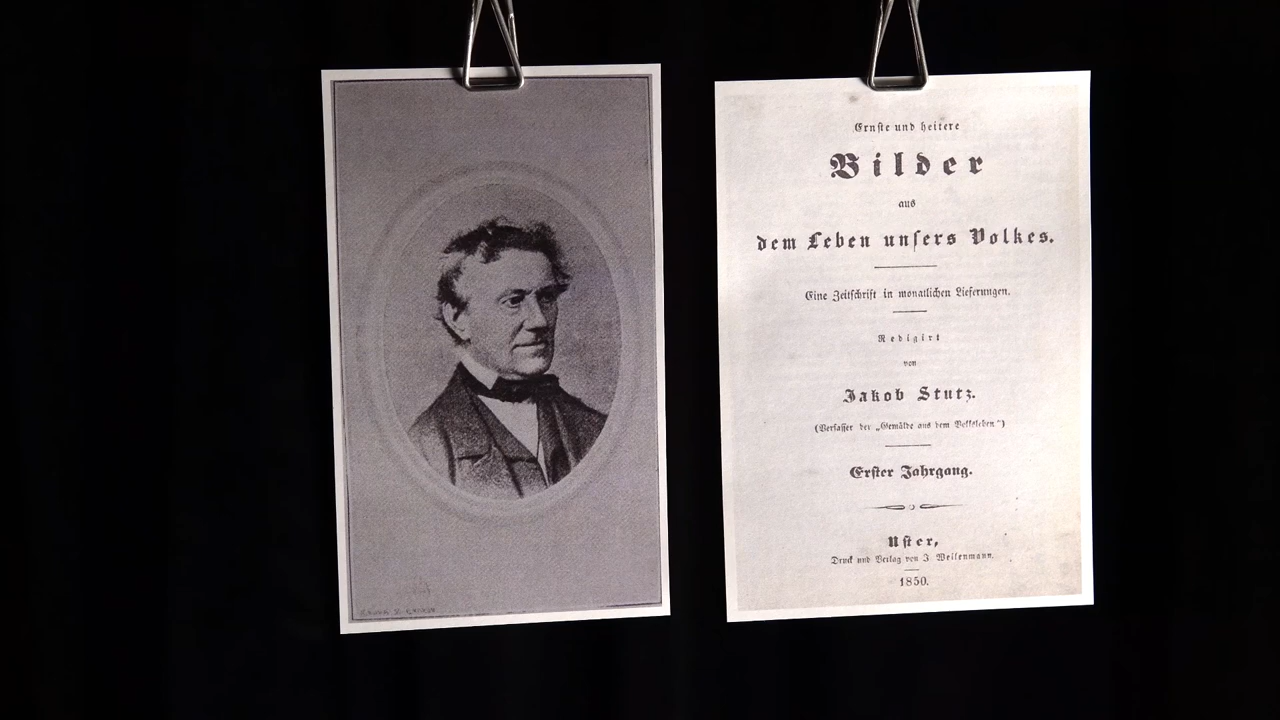 Ernste und heitere
Bilder
aus
dem Leben unsers Volkes.
Eine Zeitschrift in monatlichen Lieferungen.
Redigirt
von
Jakob Stutz.
(Verfasser der „Gemälde aus dem Volksleben“)
Erster Jahrgang.
Uster,
Druck und Verlag von J. Weilenmann.
1850.